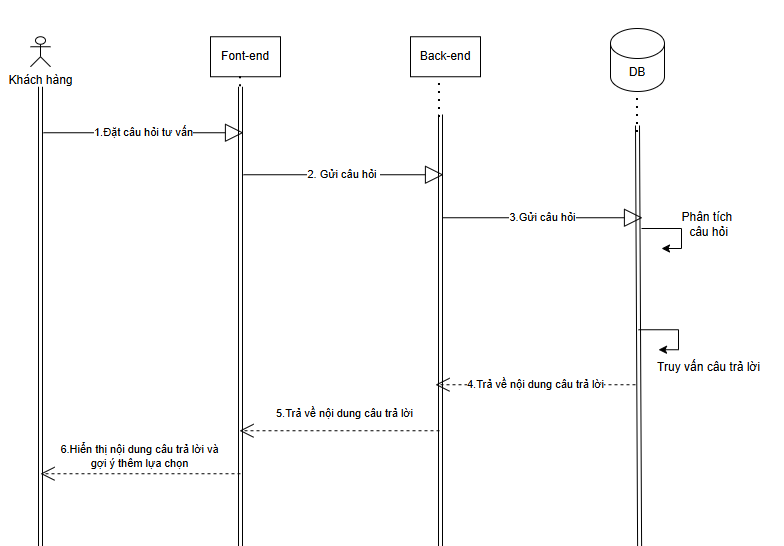 Khách hàng
Font-end
Back-end
DB
1.Đặt câu hỏi tư vấn
2. Gửi câu hỏi
3.Gửi câu hỏi
Phân tích
câu hỏi
Truy vấn câu trả lời
4.Trả về nội dung câu trả lời
5.Trả về nội dung câu trả lời
6.Hiển thị nội dung câu trả lời và
gợi ý thêm lựa chọn